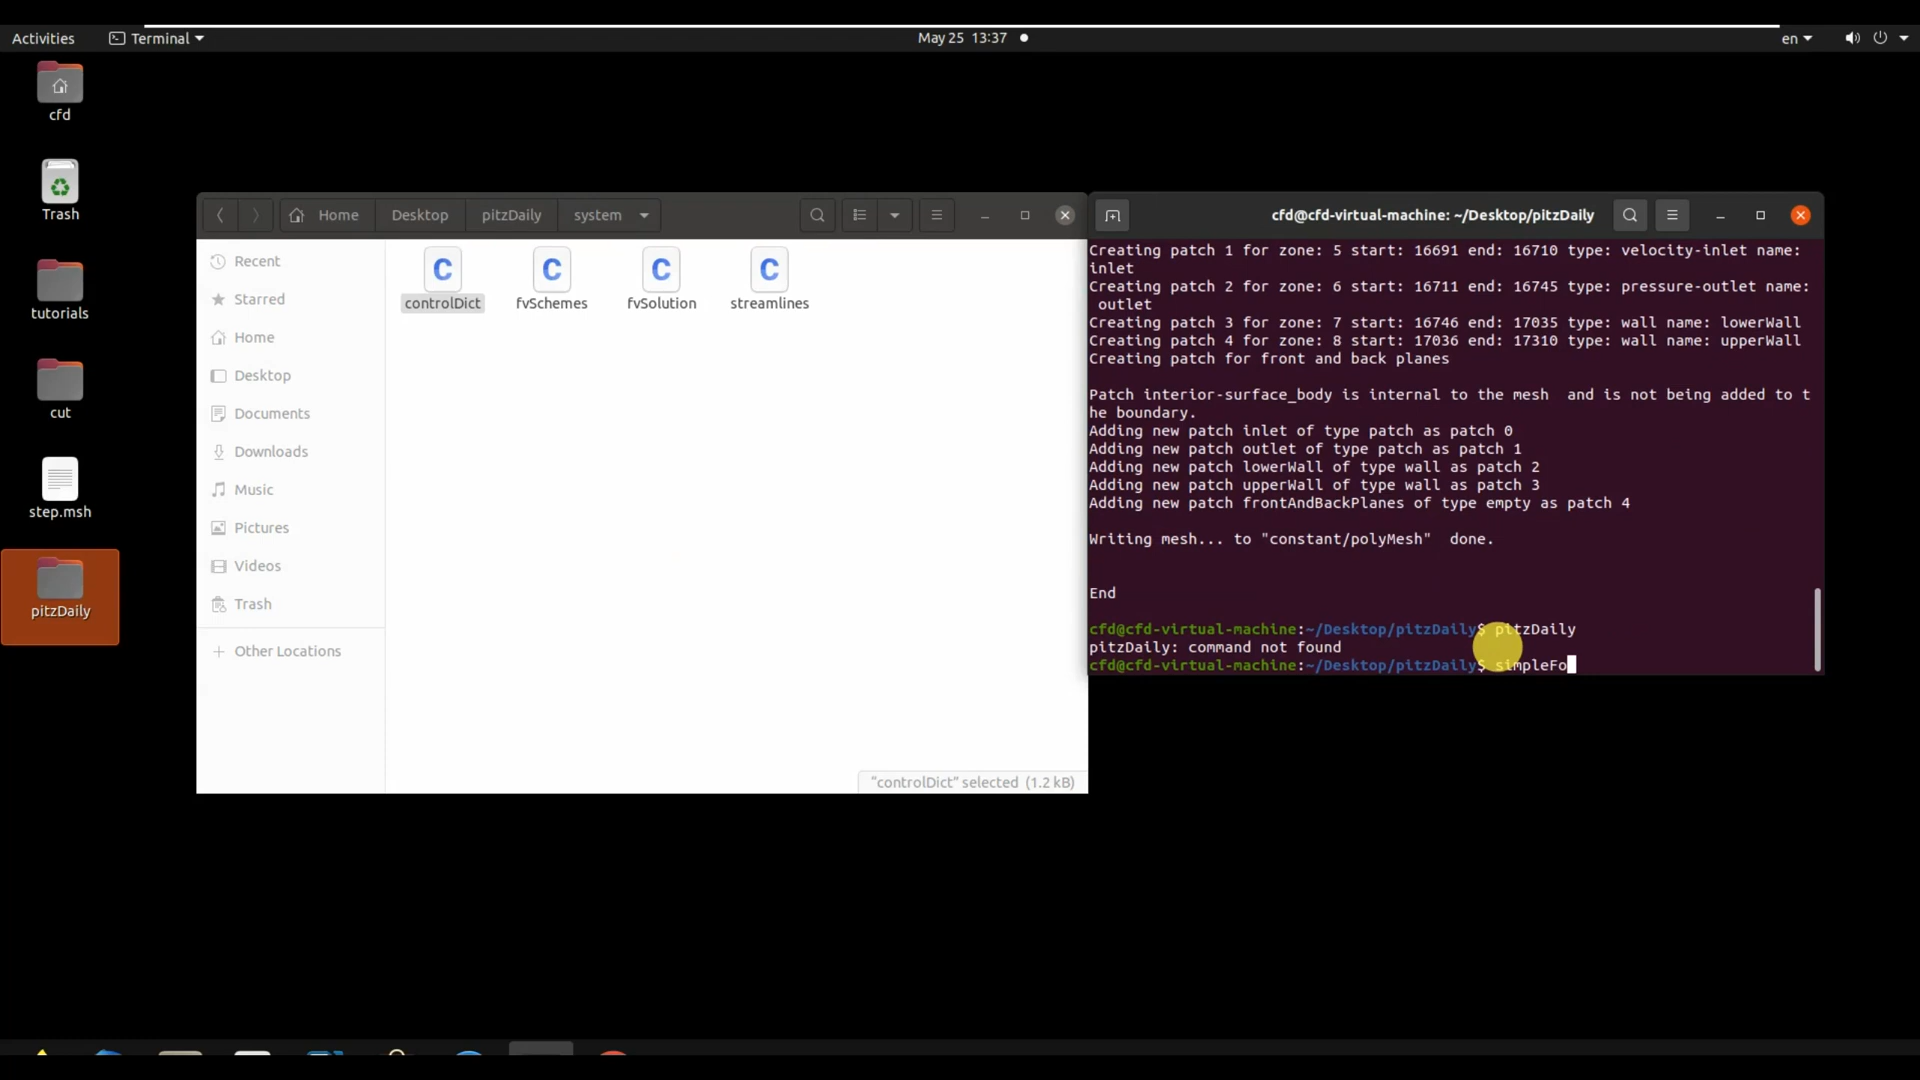 Activities
Terminal
May 25 13:37
en
cfd
Trash
tutorials
cut
step.msh
pitzDaily
Home
Desktop
pitzDaily
system
Recent
Starred
Home
Desktop
Documents
Downloads
Music
Pictures
Videos
Trash
Other Locations
controlDict
fvSchemes
fvSolution
streamlines
"controlDict" selected (1.2 kB)
cfd@cfd-virtual-machine: ~/Desktop/pitzDaily
Creating patch 1 for zone: 5 start: 16691 end: 16710 type: velocity-inlet name:
inlet
Creating patch 2 for zone: 6 start: 16711 end: 16745 type: pressure-outlet name:
outlet
Creating patch 3 for zone: 7 start: 16746 end: 17035 type: wall name: lowerWall
Creating patch 4 for zone: 8 start: 17036 end: 17310 type: wall name: upperWall
Creating patch for front and back planes
Patch interior-surface_body is internal to the mesh  and is not being added to t
he boundary.
Adding new patch inlet of type patch as patch 0
Adding new patch outlet of type patch as patch 1
Adding new patch lowerWall of type wall as patch 2
Adding new patch upperWall of type wall as patch 3
Adding new patch frontAndBackPlanes of type empty as patch 4
Writing mesh... to "constant/polyMesh"  done.
End
cfd@cfd-virtual-machine:~/Desktop/pitzDaily$ pitzDaily
pitzDaily: command not found
cfd@cfd-virtual-machine:~/Desktop/pitzDaily$ simpleFo